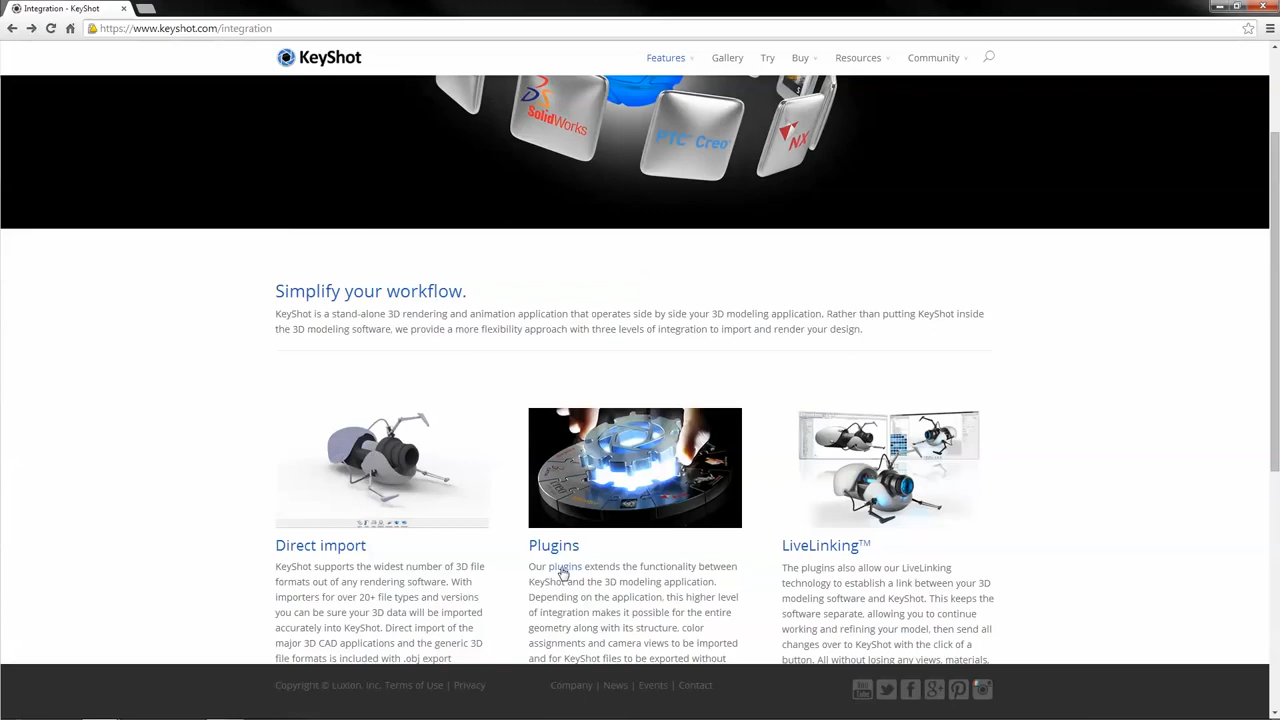 Integration - KeyShot
https://www.keyshot.com/integration
KeyShot
Features
Gallery
Try
Buy
Resources
Community
SolidWorks
PTC Creo
NX
Simplify your workflow.
KeyShot is a stand-alone 3D rendering and animation application that operates side by side your 3D modeling application. Rather than putting KeyShot inside
the 3D modeling software, we provide a more flexibility approach with three levels of integration to import and render your design.
Direct import
KeyShot supports the widest number of 3D file
formats out of any rendering software. With
importers for over 20+ file types and versions
you can be sure your 3D data will be imported
accurately into KeyShot. Direct import of the
major 3D CAD applications and the generic 3D
file formats is included with .obj export
Plugins
Our plugins extends the functionality between
KeyShot and the 3D modeling application.
Depending on the application, this higher level
of integration makes it possible for the entire
geometry along with its structure, color
assignments and camera views to be imported
and for KeyShot files to be exported without
LiveLinking™
The plugins also allow our LiveLinking
technology to establish a link between your 3D
modeling software and KeyShot. This keeps the
software separate, allowing you to continue
working and refining your model, then send all
changes over to KeyShot with the click of a
button. All without losing any views, materials,
Copyright © Luxion, Inc. Terms of Use | Privacy
Company | News | Events | Contact
You
Tube